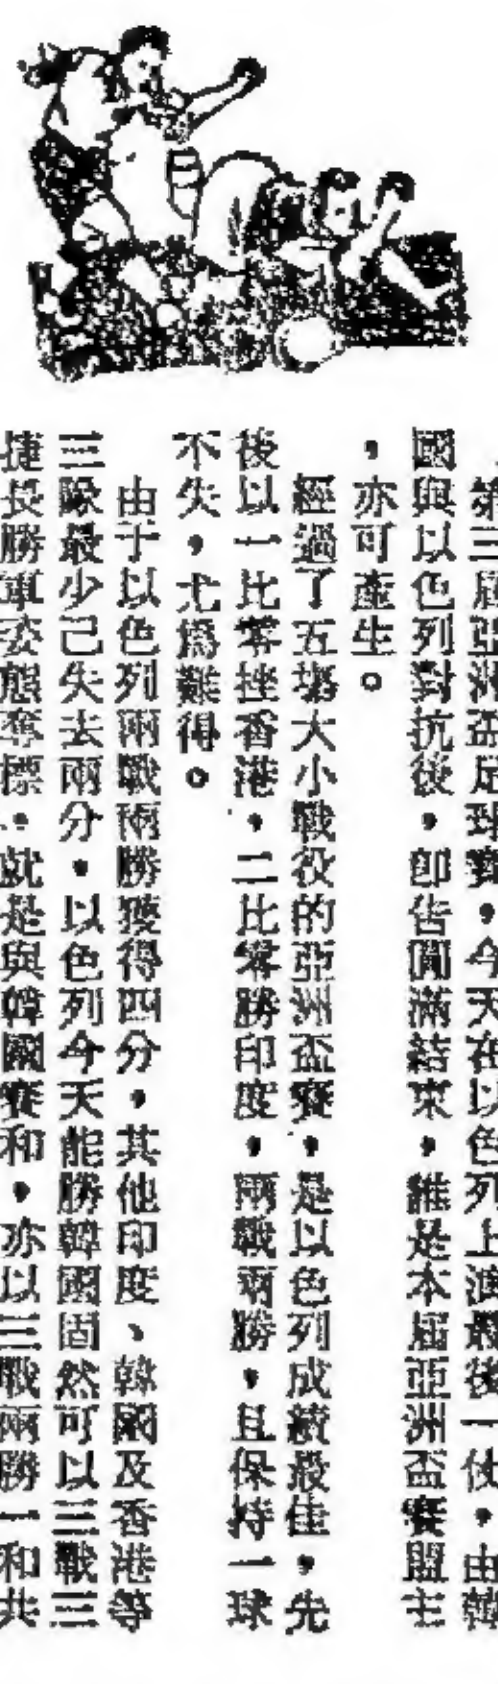 第三屆亞洲盃足球賽，今天在以色列上演最後一仗，由韓
國與以色列對抗後，即告圓滿結束，誰是本屆亞洲盃賽盟主
，亦可產生。
經過了五場大小戰役的亞洲盃賽，是以色列成績最佳，先
後以一比零挫香港，二比零勝印度，兩戰兩勝，且保持一球
不失，尤為難得。
由于以色列兩戰兩勝獲得四分，其他印度、韓國及香港等
三隊最少己失去兩分，以色列今天能勝韓國固然可以三戰三
捷長勝軍姿態奪標，就是與韓國賽和，亦以三戰兩勝一和共